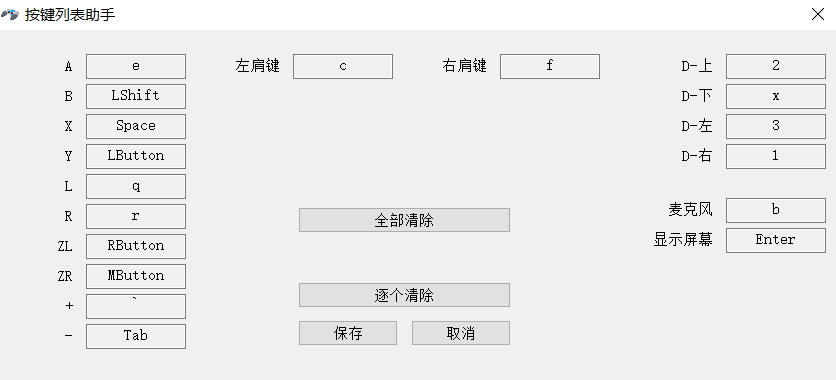 按键列表助手
A e 左肩键 c 右肩键 f D-上 2
B LShift D-下 x
X Space D-左 3
Y LButton D-右 1
L q
R r 麦克风 b
全部清除
ZL RButton 显示屏幕 Enter
ZR MButton
+ ` 逐个清除
- Tab 保存 取消